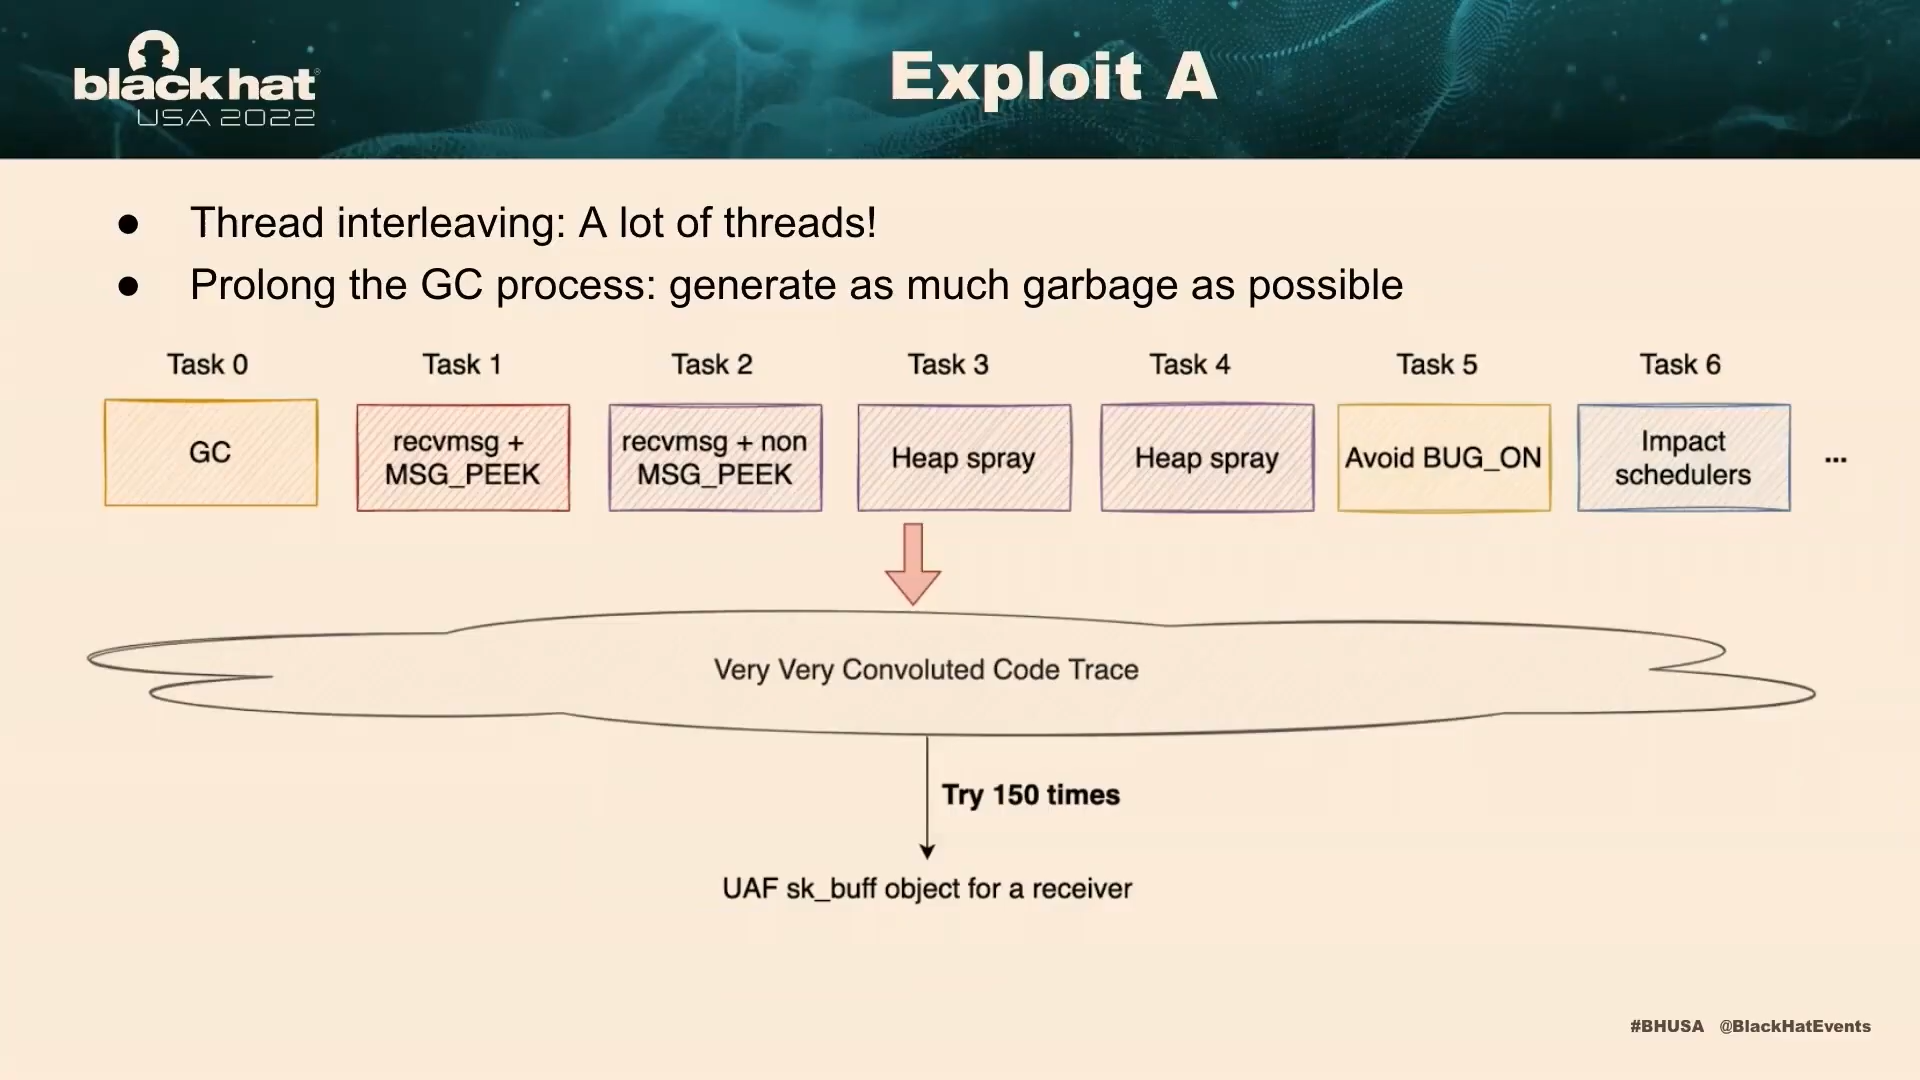 black hat
USA 2022
Exploit A
● Thread interleaving: A lot of threads!
● Prolong the GC process: generate as much garbage as possible
Task 0 Task 1 Task 2 Task 3 Task 4 Task 5 Task 6
GC
recvmsg +
MSG_PEEK
recvmsg + non
MSG_PEEK
Heap spray
Heap spray
Avoid BUG_ON
Impact
schedulers
...
Very Very Convoluted Code Trace
Try 150 times
UAF sk_buff object for a receiver
#BHUSA @BlackHatEvents